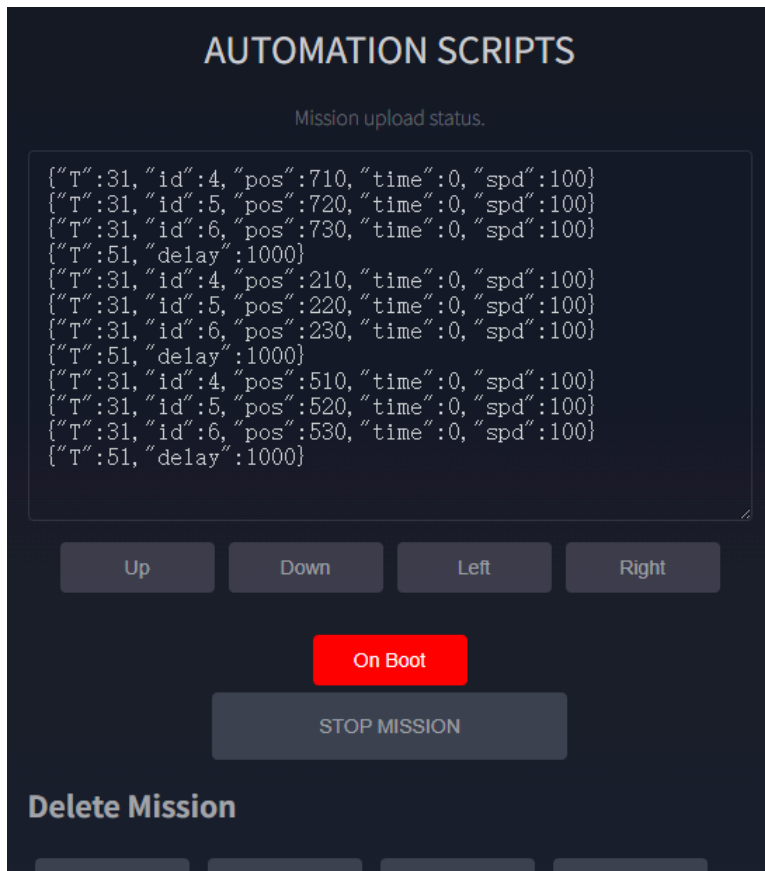 AUTOMATION SCRIPTS
Mission upload status.
{"T":31,"id":4,"pos":710,"time":0,"spd":100}
{"T":31,"id":5,"pos":720,"time":0,"spd":100}
{"T":31,"id":6,"pos":730,"time":0,"spd":100}
{"T":51,"delay":1000}
{"T":31,"id":4,"pos":210,"time":0,"spd":100}
{"T":31,"id":5,"pos":220,"time":0,"spd":100}
{"T":31,"id":6,"pos":230,"time":0,"spd":100}
{"T":51,"delay":1000}
{"T":31,"id":4,"pos":510,"time":0,"spd":100}
{"T":31,"id":5,"pos":520,"time":0,"spd":100}
{"T":31,"id":6,"pos":530,"time":0,"spd":100}
{"T":51,"delay":1000}
Up Down Left Right
On Boot
STOP MISSION
Delete Mission